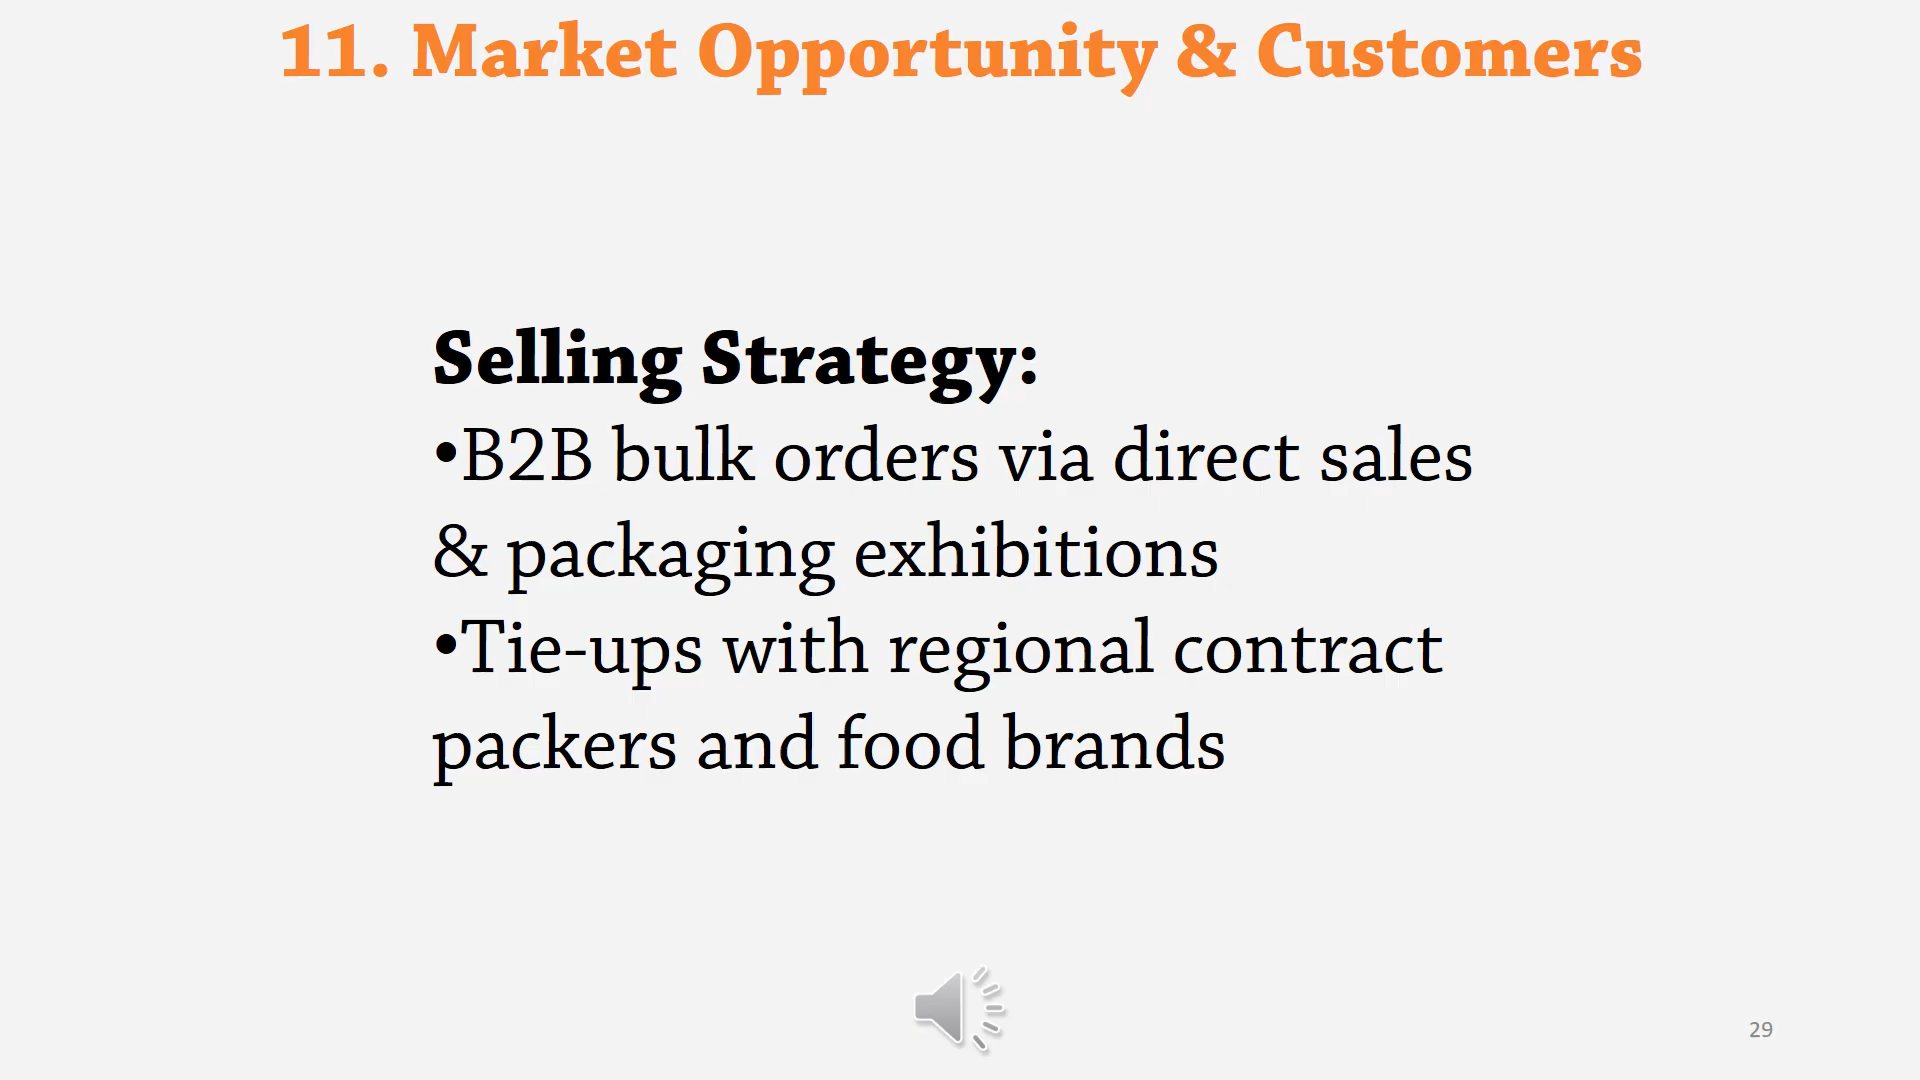 11. Market Opportunity & Customers
Selling Strategy:
•B2B bulk orders via direct sales
& packaging exhibitions
•Tie-ups with regional contract
packers and food brands
29